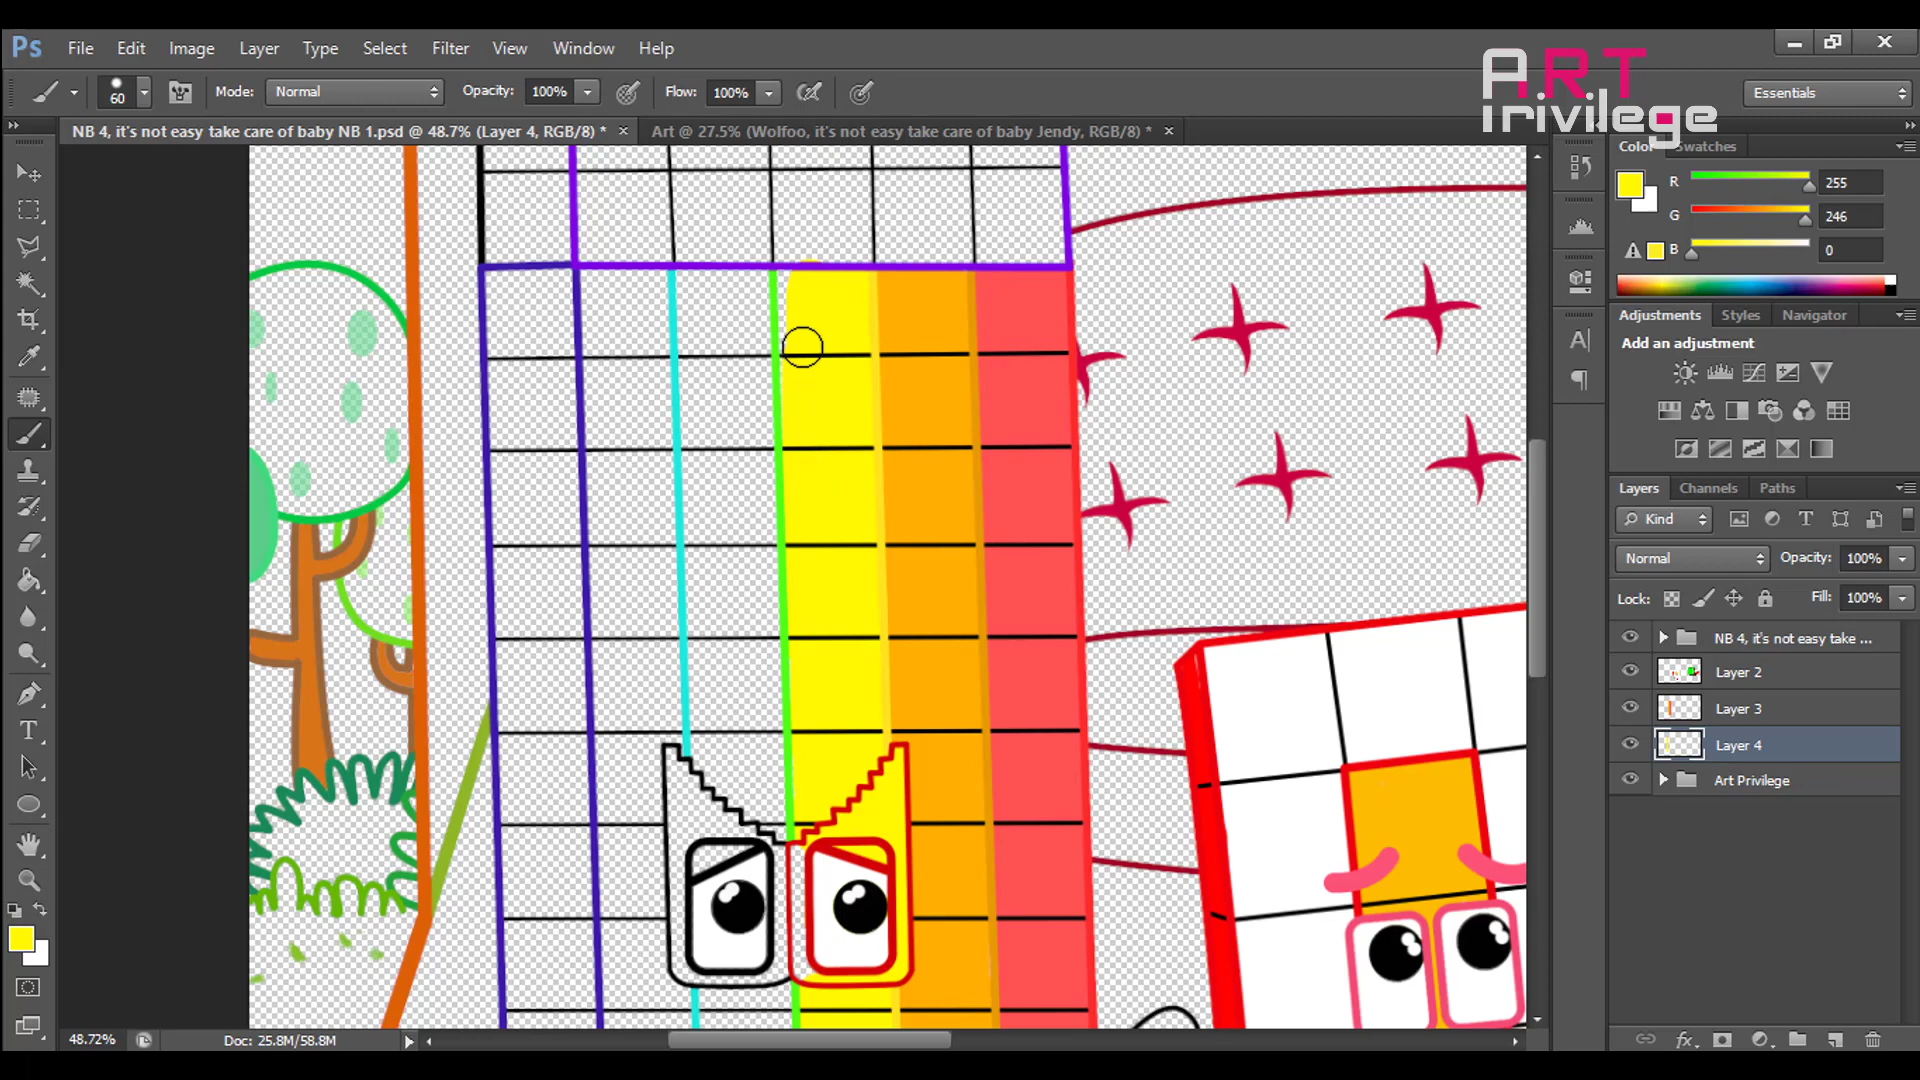 Ps File Edit Image Layer Type Select Filter View Window Help
60 Mode: Normal Opacity: 100% Flow: 100% Essentials
ART
irivilege
NB 4, it's not easy take care of baby NB 1.psd @ 48.7% (Layer 4, RGB/8) * × Art @ 27.5% (Wolfoo, it's not easy take care of baby Jendy, RGB/8) * ×
Color Swatches
R 255
G 246
B 0
Adjustments Styles Navigator
Add an adjustment
Layers Channels Paths
Kind
Normal Opacity: 100%
Lock: Fill: 100%
NB 4, it's not easy take ...
Layer 2
Layer 3
Layer 4
Art Privilege
48.72% Doc: 25.8M/58.8M